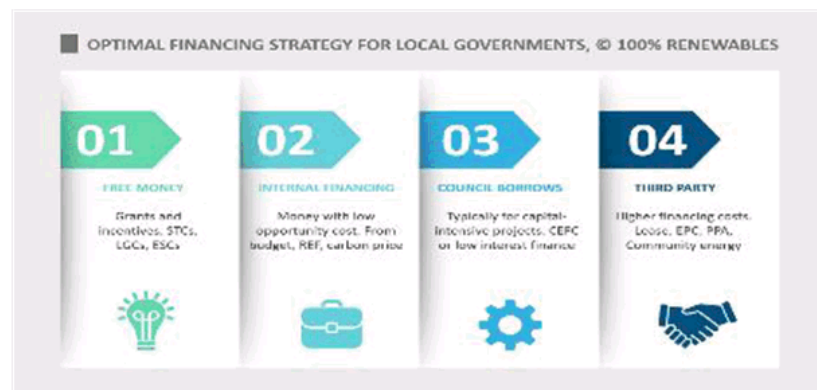 OPTIMAL FINANCING STRATEGY FOR LOCAL GOVERNMENTS, © 100% RENEWABLES
01
FREE MONEY
Grants and
incentives. STCs,
LGCs, ESCs
02
INTERNAL FINANCING
Money with low
opportunity cost. From
budget, REF, carbon price
03
COUNCIL BORROWS
Typically for capital-
intensive projects. CEFC
or low interest finance
04
THIRD PARTY
Higher financing costs.
Lease, EPC, PPA,
Community energy